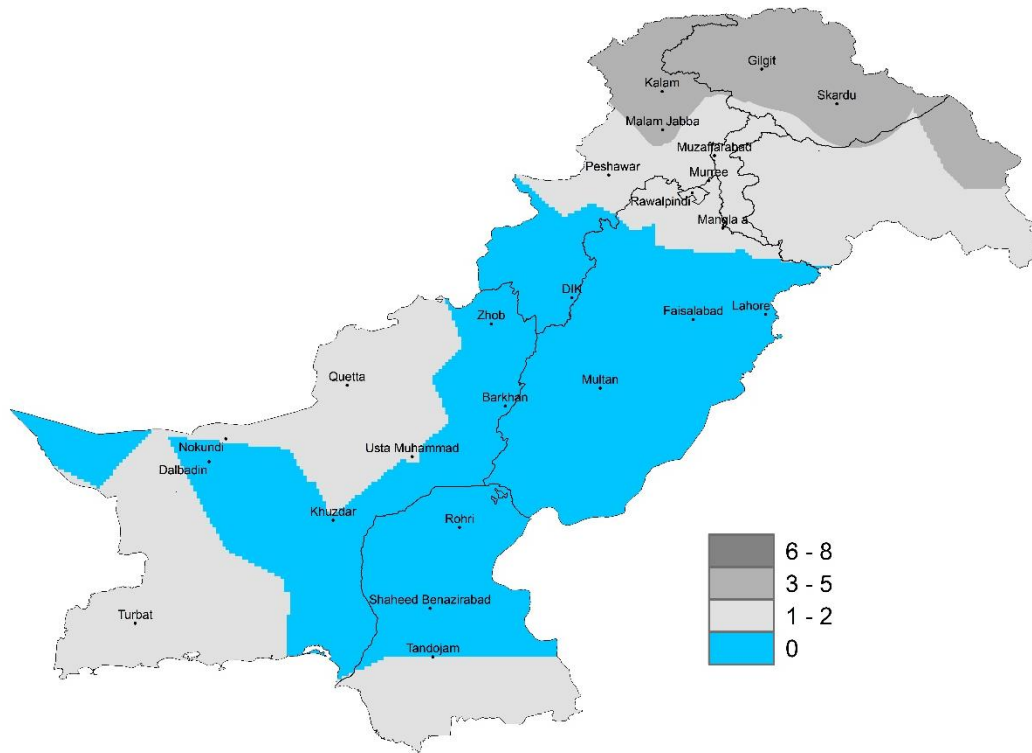 Gilgit
Kalam
Skardu
Malam Jabba
Muzaffarabad
Peshawar
Murree
Rawalpindi
Mangla a
DIK
Zhob
Faisalabad
Lahore
Quetta
Multan
Barkhan
Nokundi
Usta Muhammad
Dalbadin
Khuzdar
Rohri
6 - 8
3 - 5
1 - 2
0
Turbat
Shaheed Benazirabad
Tandojam